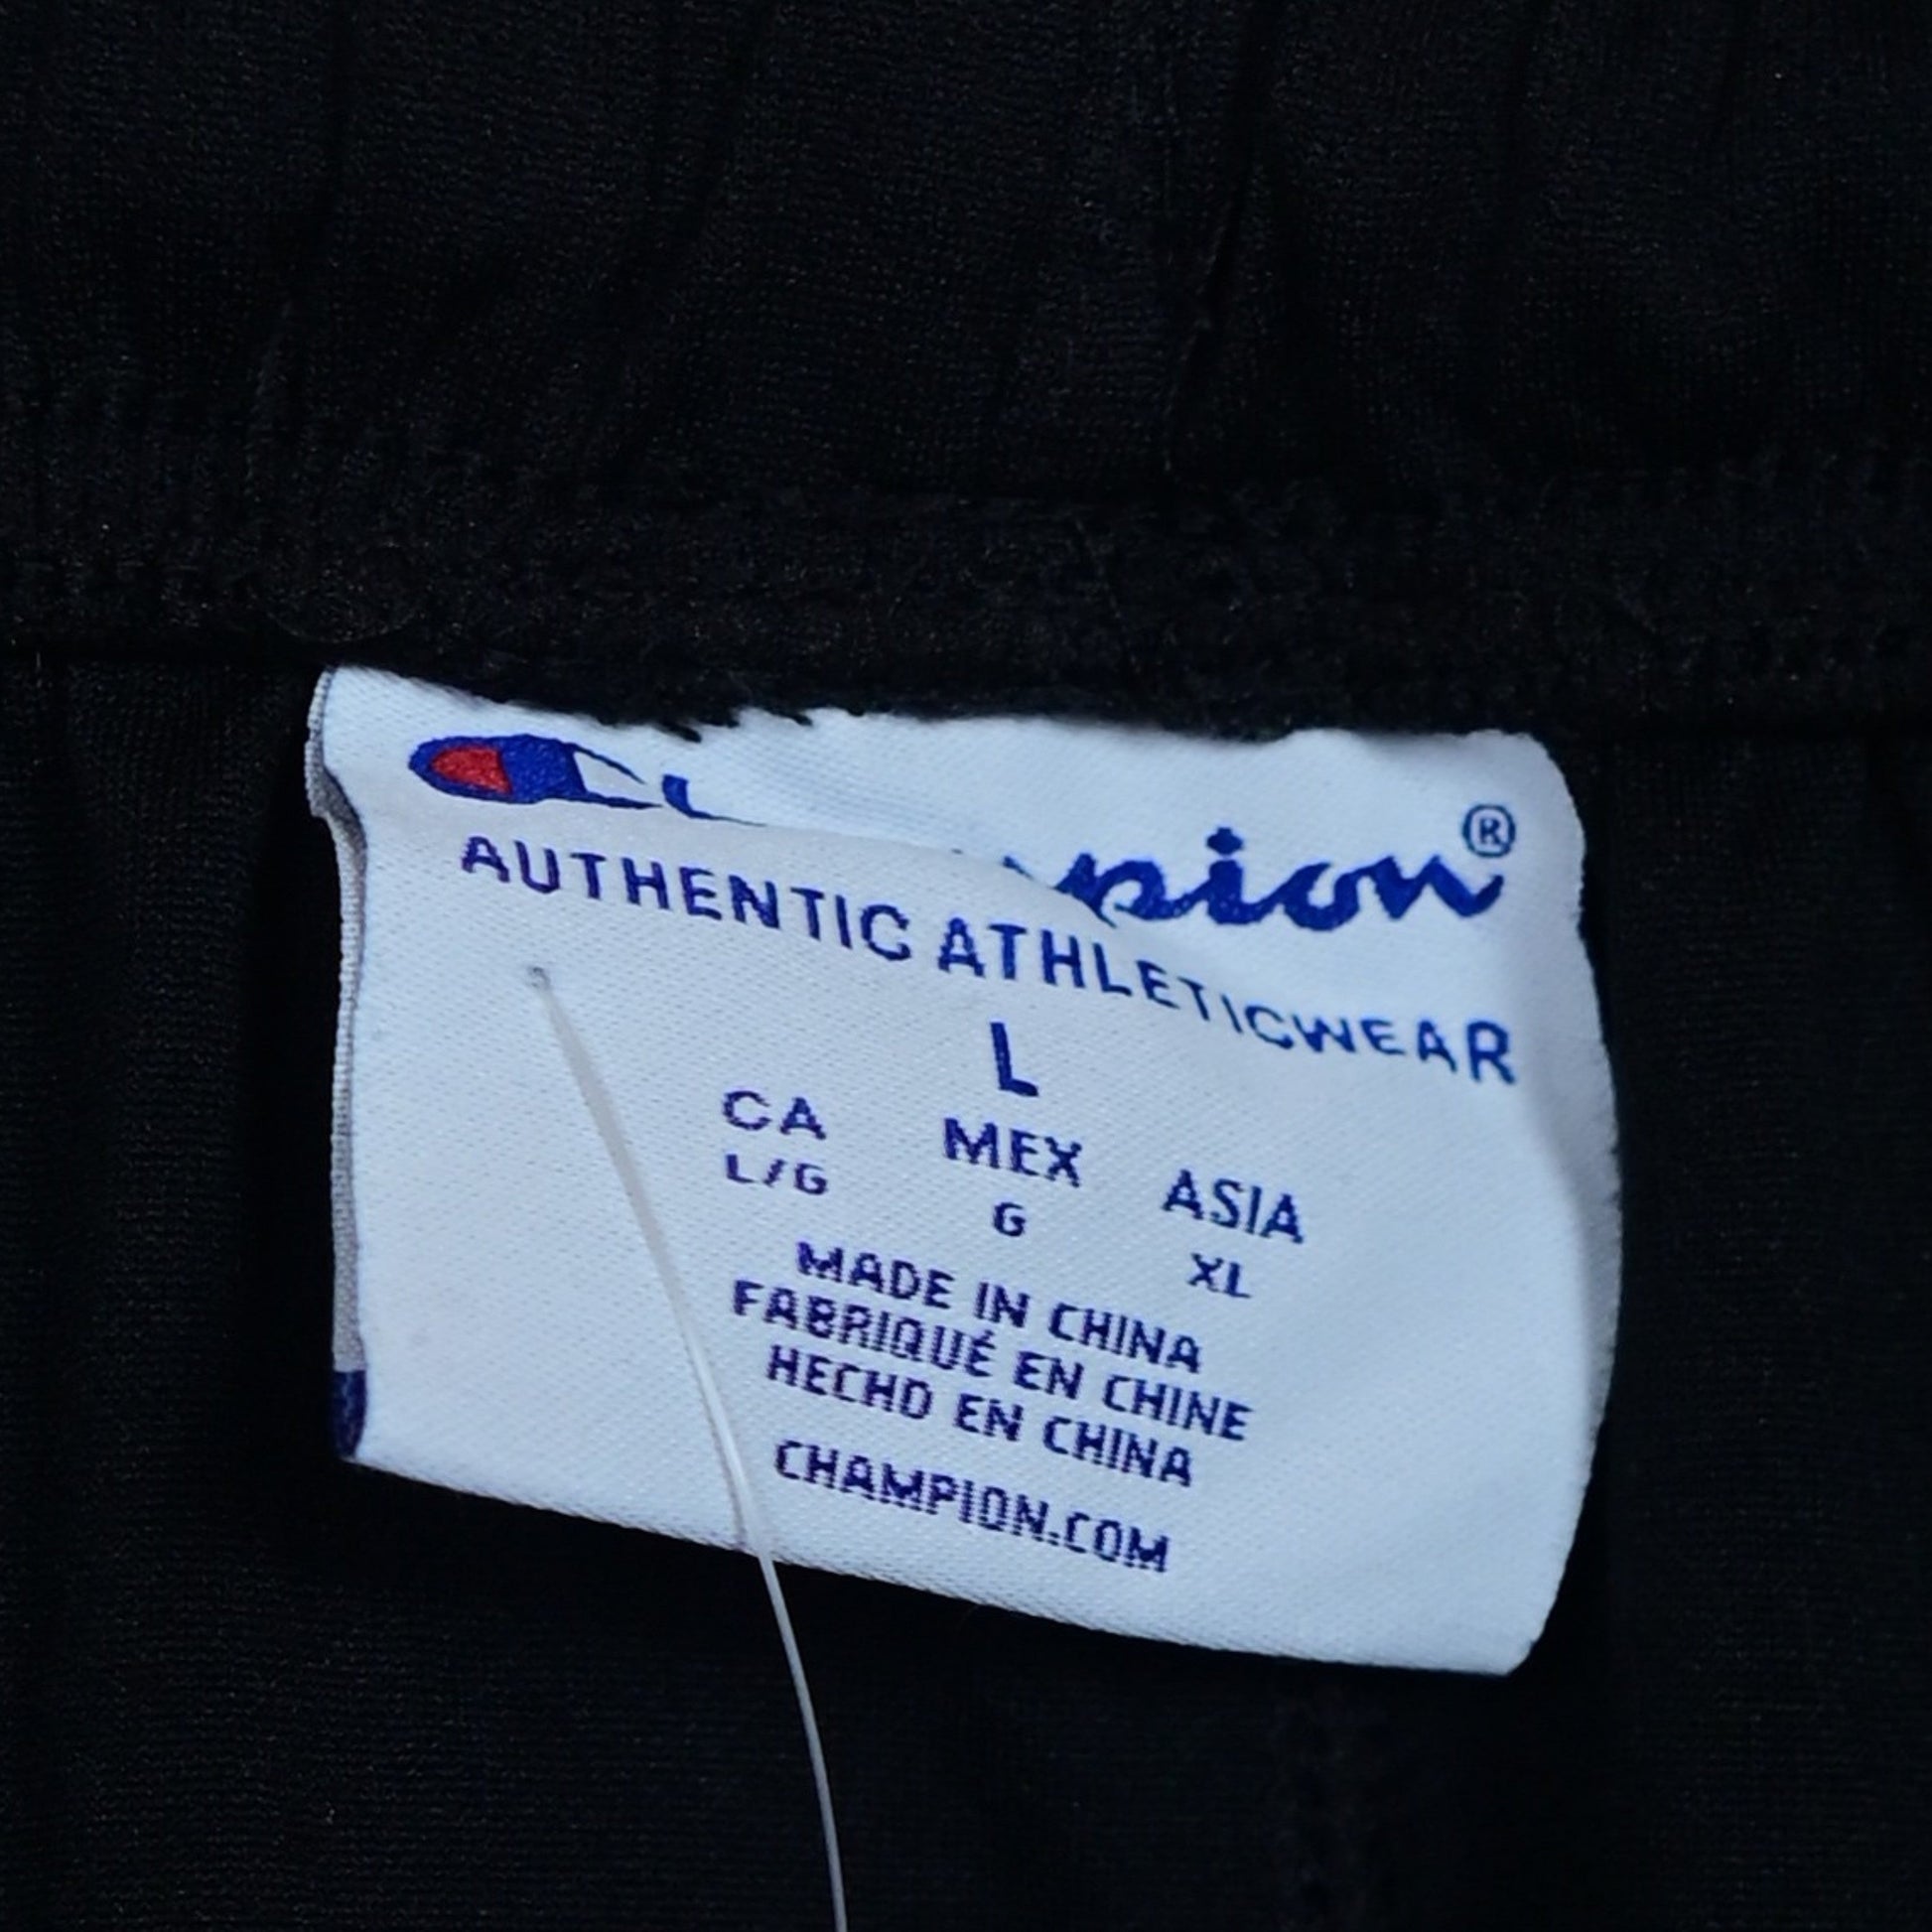 Champion®
AUTHENTIC ATHLETICWEAR
L
CA MEX ASIA
L/G G XL
MADE IN CHINA
FABRIQUÉ EN CHINE
HECHO EN CHINA
CHAMPION.COM